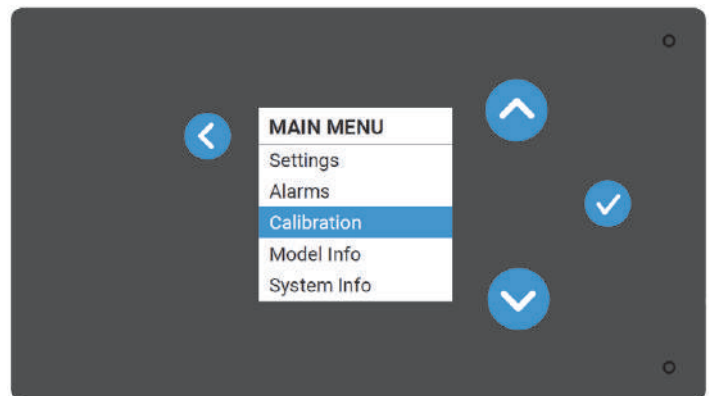 MAIN MENU
Settings
Alarms
Calibration
Model Info
System Info